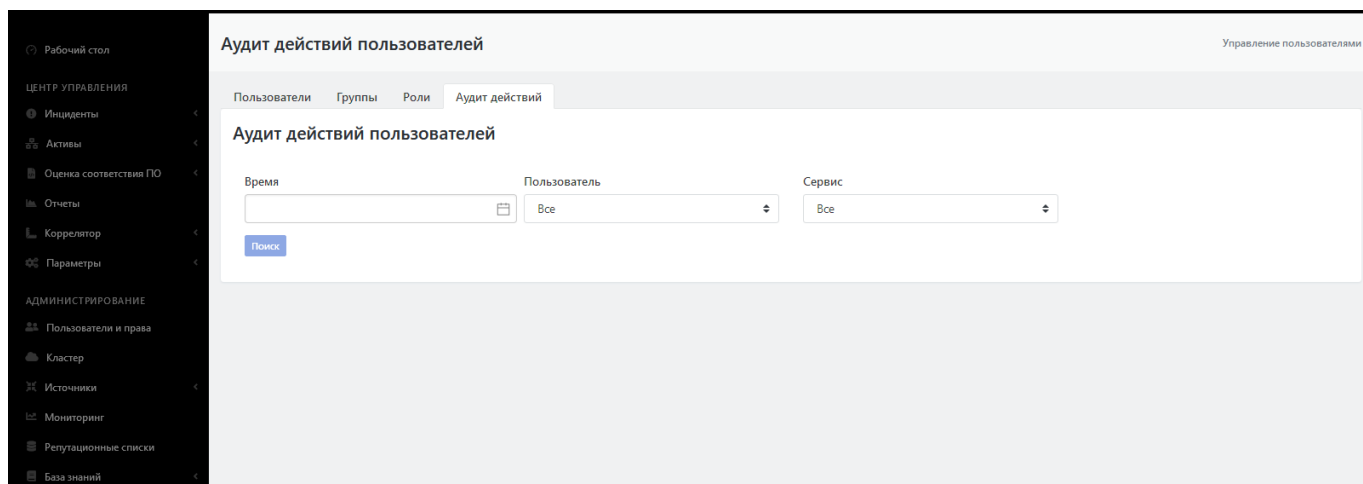 Рабочий стол
ЦЕНТР УПРАВЛЕНИЯ
Инциденты
Активы
Оценка соответствия ПО
Отчеты
Коррелятор
Параметры
АДМИНИСТРИРОВАНИЕ
Пользователи и права
Кластер
Источники
Мониторинг
Репутационные списки
База знаний
Аудит действий пользователей
Управление пользователями
Пользователи Группы Роли Аудит действий
Аудит действий пользователей
Время Пользователь Сервис
Все Все
Поиск